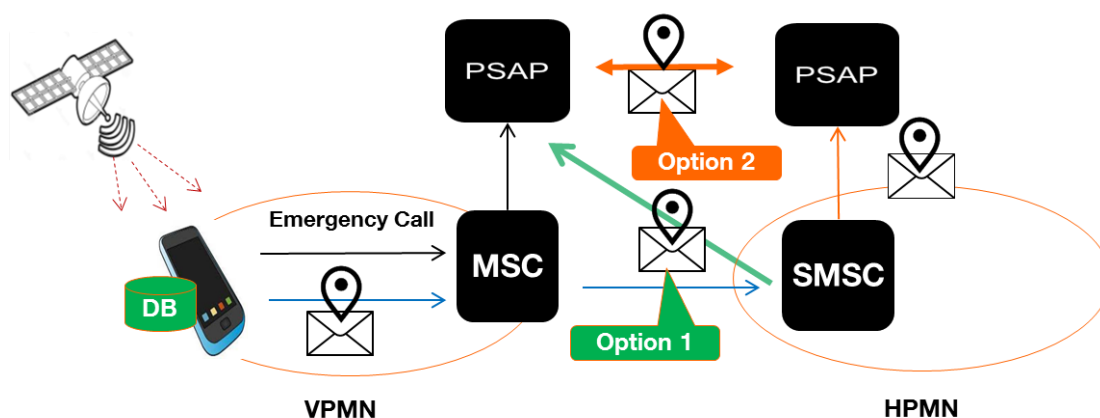 PSAP
PSAP
Option 2
Emergency Call
MSC
SMSC
DB
Option 1
VPMN
HPMN